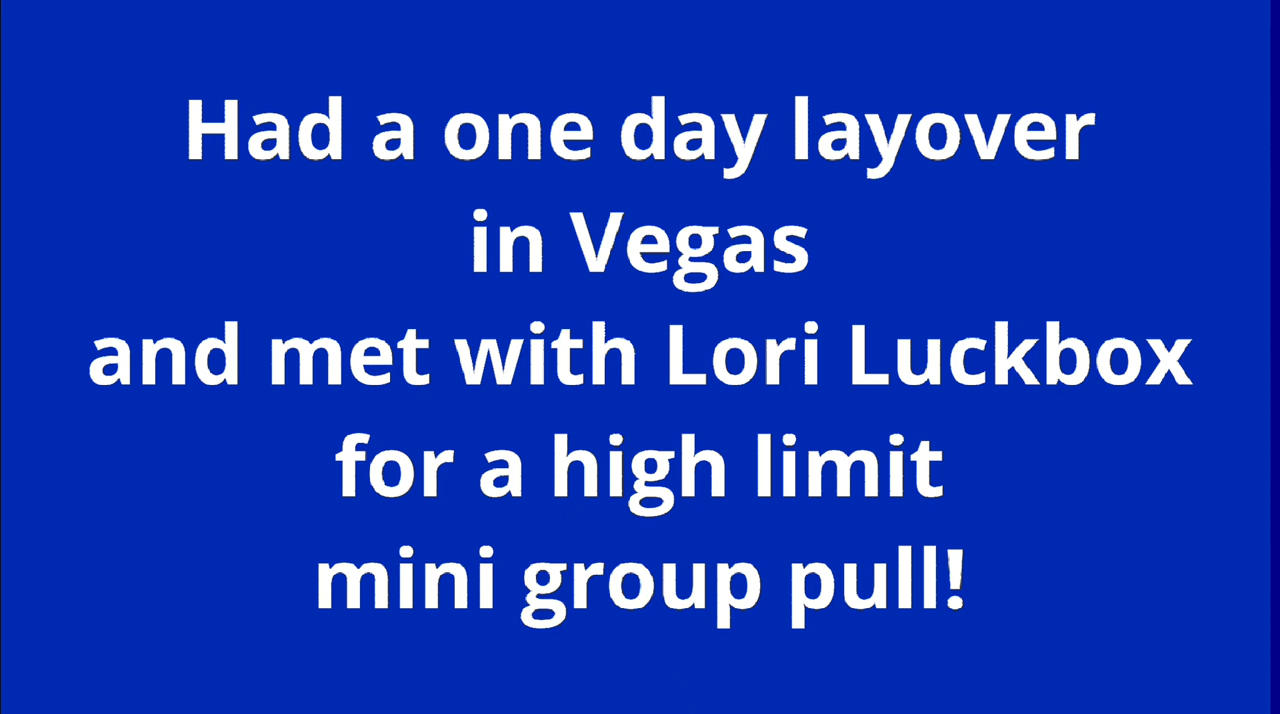 Had a one day layover
in Vegas
and met with Lori Luckbox
for a high limit
mini group pull!